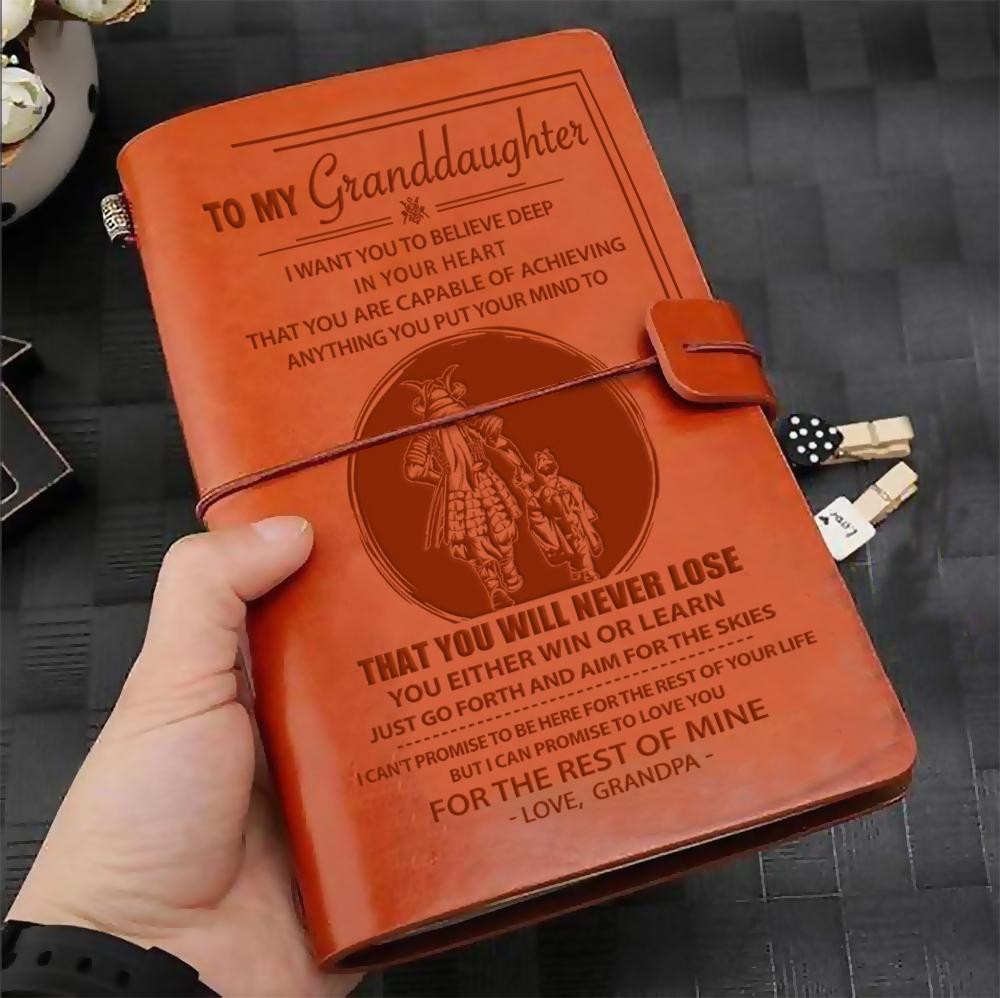 TO MY Granddaughter
I WANT YOU TO BELIEVE DEEP
IN YOUR HEART
THAT YOU ARE CAPABLE OF ACHIEVING
ANYTHING YOU PUT YOUR MIND TO
THAT YOU WILL NEVER LOSE
YOU EITHER WIN OR LEARN
JUST GO FORTH AND AIM FOR THE SKIES
I CAN'T PROMISE TO BE HERE FOR THE REST OF YOUR LIFE
BUT I CAN PROMISE TO LOVE YOU
FOR THE REST OF MINE
- LOVE, GRANDPA -